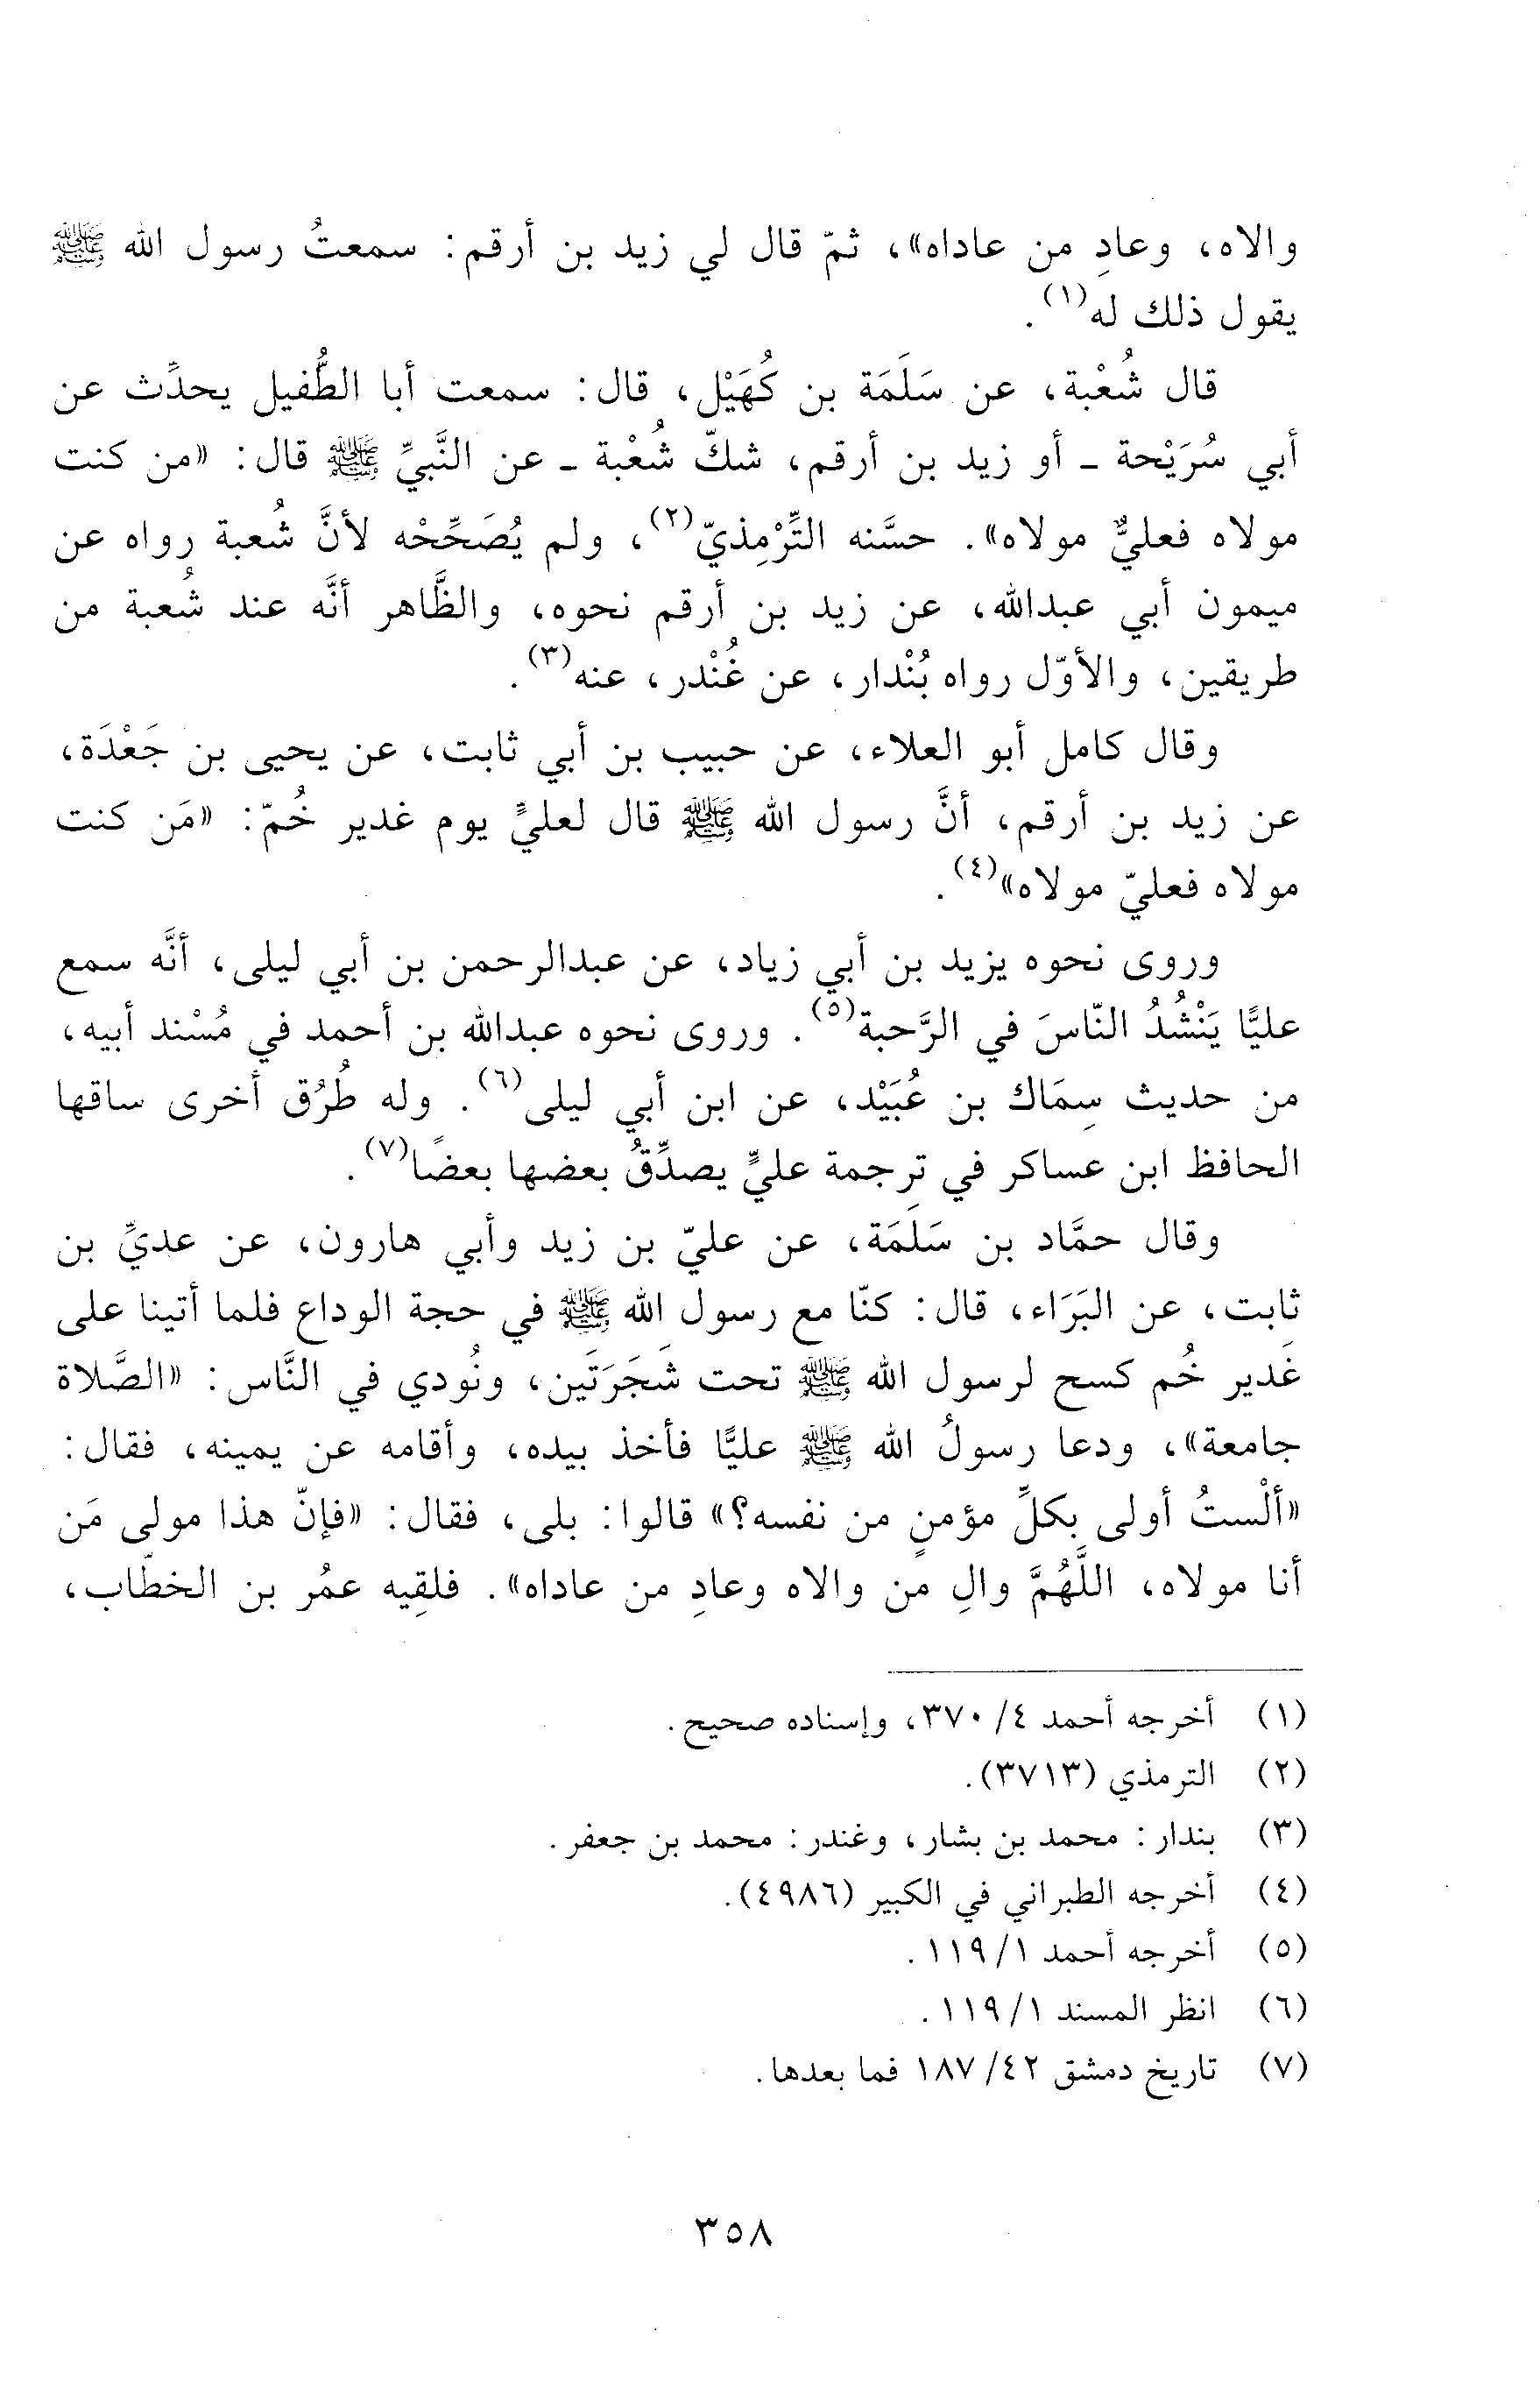 والاه، وعادِ من عاداه»، ثمّ قال لي زيد بن أرقم: سمعتُ رسول الله ﷺ
يقول ذلك له(١).
قال شُعْبة، عن سَلَمَة بن كُهَيْل، قال: سمعت أبا الطُّفيل يحدِّث عن
أبي سُرَيْحة ـ أو زيد بن أرقم، شكّ شُعْبة ـ عن النَّبيِّ ﷺ قال: «من كنت
مولاه فعليٌّ مولاه». حسَّنه التِّرْمِذيّ(٢)، ولم يُصَحِّحْه لأنَّ شُعبة رواه عن
ميمون أبي عبدالله، عن زيد بن أرقم نحوه، والظَّاهر أنَّه عند شُعبة من
طريقين، والأوّل رواه بُنْدار، عن غُنْدر، عنه(٣).
وقال كامل أبو العلاء، عن حبيب بن أبي ثابت، عن يحيى بن جَعْدَة،
عن زيد بن أرقم، أنَّ رسول الله ﷺ قال لعليٍّ يوم غدير خُمّ: «مَن كنت
مولاه فعليّ مولاه»(٤).
وروى نحوه يزيد بن أبي زياد، عن عبدالرحمن بن أبي ليلى، أنَّه سمع
عليًّا يَنْشُدُ النّاسَ في الرَّحبة(٥). وروى نحوه عبدالله بن أحمد في مُسْند أبيه،
من حديث سِمَاك بن عُبَيْد، عن ابن أبي ليلى(٦). وله طُرُق أخرى ساقها
الحافظ ابن عساكر في ترجمة عليٍّ يصدِّقُ بعضها بعضًا(٧).
وقال حمَّاد بن سَلَمَة، عن عليّ بن زيد وأبي هارون، عن عديِّ بن
ثابت، عن البَرَاء، قال: كنّا مع رسول الله ﷺ في حجة الوداع فلما أتينا على
غَدير خُم كسح لرسول الله ﷺ تحت شَجَرَتَين، ونُودي في النَّاس: «الصَّلاة
جامعة»، ودعا رسولُ الله ﷺ عليًّا فأخذ بيده، وأقامه عن يمينه، فقال:
«ألْستُ أولى بكلِّ مؤمنٍ من نفسه؟» قالوا: بلى، فقال: «فإنّ هذا مولى مَن
أنا مولاه، اللَّهُمَّ والِ من والاه وعادِ من عاداه». فلقِيه عمُر بن الخطّاب،
(١) أخرجه أحمد ٤/ ٣٧٠، وإسناده صحيح.
(٢) الترمذي (٣٧١٣).
(٣) بندار: محمد بن بشار، وغندر: محمد بن جعفر.
(٤) أخرجه الطبراني في الكبير (٤٩٨٦).
(٥) أخرجه أحمد ١/ ١١٩.
(٦) انظر المسند ١/ ١١٩.
(٧) تاريخ دمشق ٤٢/ ١٨٧ فما بعدها.
٣٥٨